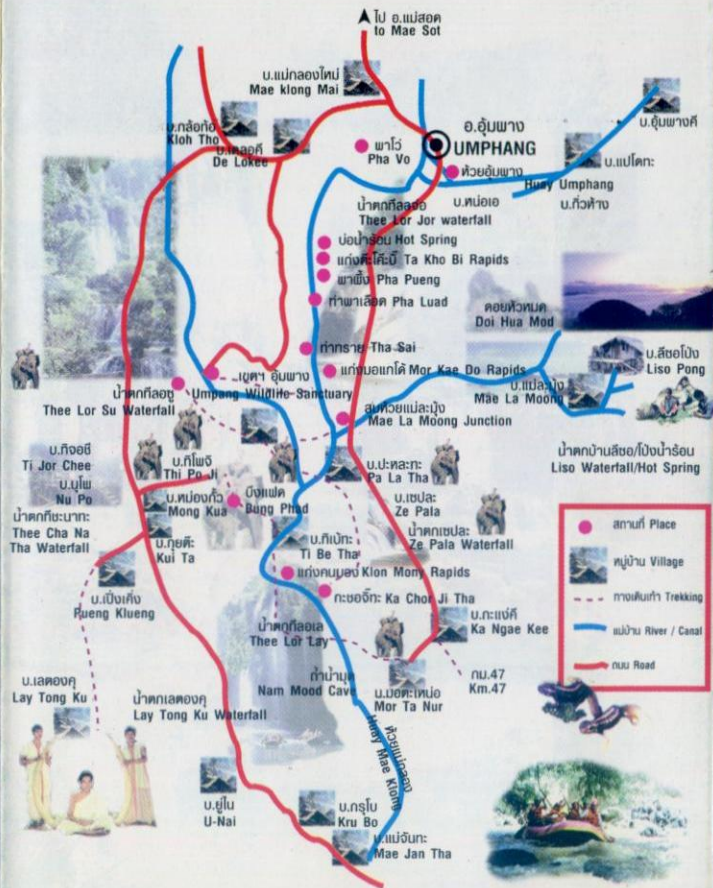 ไป อ.แม่สอด
to Mae Sot
บ.แม่กลองใหม่
Mae klong Mai
บ.กล้อท้อ
Kloh Tho
บ.เดลอคี
De Lokee
พาโว่
Pha Vo
อ.อุ้มผาง
UMPHANG
บ.อุ้มผางคี
ห้วยอุ้มผาง
Huay Umphang
บ.แปโดทะ
บ.หน่อเอ
บ.กิ่วห้าง
น้ำตกทีลอจอ
Thee Lor Jor waterfall
บ่อน้ำร้อน Hot Spring
แก่งตะโค๊ะบิ๊ Ta Kho Bi Rapids
พาพึ้ง Pha Pueng
ท่าพาเลือด Pha Luad
ดอยหัวหมด
Doi Hua Mod
ท่าทราย Tha Sai
แก่งมอแกโด้ Mor Kae Do Rapids
บ.ลีซอโป่ง
Liso Pong
เขตฯ อุ้มผาง
Umpang Wildlife Sanctuary
น้ำตกทีลอซู
Thee Lor Su Waterfall
บ.แม่ละมุ้ง
Mae La Moong
สบห้วยแม่ละมุ้ง
Mae La Moong Junction
น้ำตกบ้านลีซอ/โป่งน้ำร้อน
Liso Waterfall/Hot Spring
บ.ทิจอชี
Ti Jor Chee
บ.นุโพ
Nu Po
บ.ทิโพจิ
Thi Po Ji
บ.ปะหละทะ
Pa La Tha
บ.หม่องกั๊ว
Mong Kua
บึงแฟด
Bung Phad
บ.เซปละ
Ze Pala
น้ำตกเซปละ
Ze Pala Waterfall
น้ำตกทีชะนาทะ
Thee Cha Na
Tha Waterfall
บ.กุยต๊ะ
Kui Ta
บ.ทิเบ้ทะ
Ti Be Tha
แก่งคนมอง Klon Mony Rapids
บ.เปิ่งเคิ่ง
Pueng Klueng
กะชอจิ๊ทะ Ka Chor Ji Tha
บ.กะแง่คี
Ka Ngae Kee
น้ำตกทีลอเล
Thee Lor Lay
บ.เลตองคุ
Lay Tong Ku
น้ำตกเลตองคุ
Lay Tong Ku Waterfall
ถ้ำน้ำมุด
Nam Mood Cave
บ.มอตะเหน่อ
Mor Ta Nur
กม.47
Km.47
ห้วยแม่กลอง
Huay Mae Klong
บ.ยูไน
U-Nai
บ.กรุโบ
Kru Bo
บ.แม่จันทะ
Mae Jan Tha
สถานที่ Place
หมู่บ้าน Village
ทางเดินเท้า Trekking
แม่น้ำ River / Canal
ถนน Road